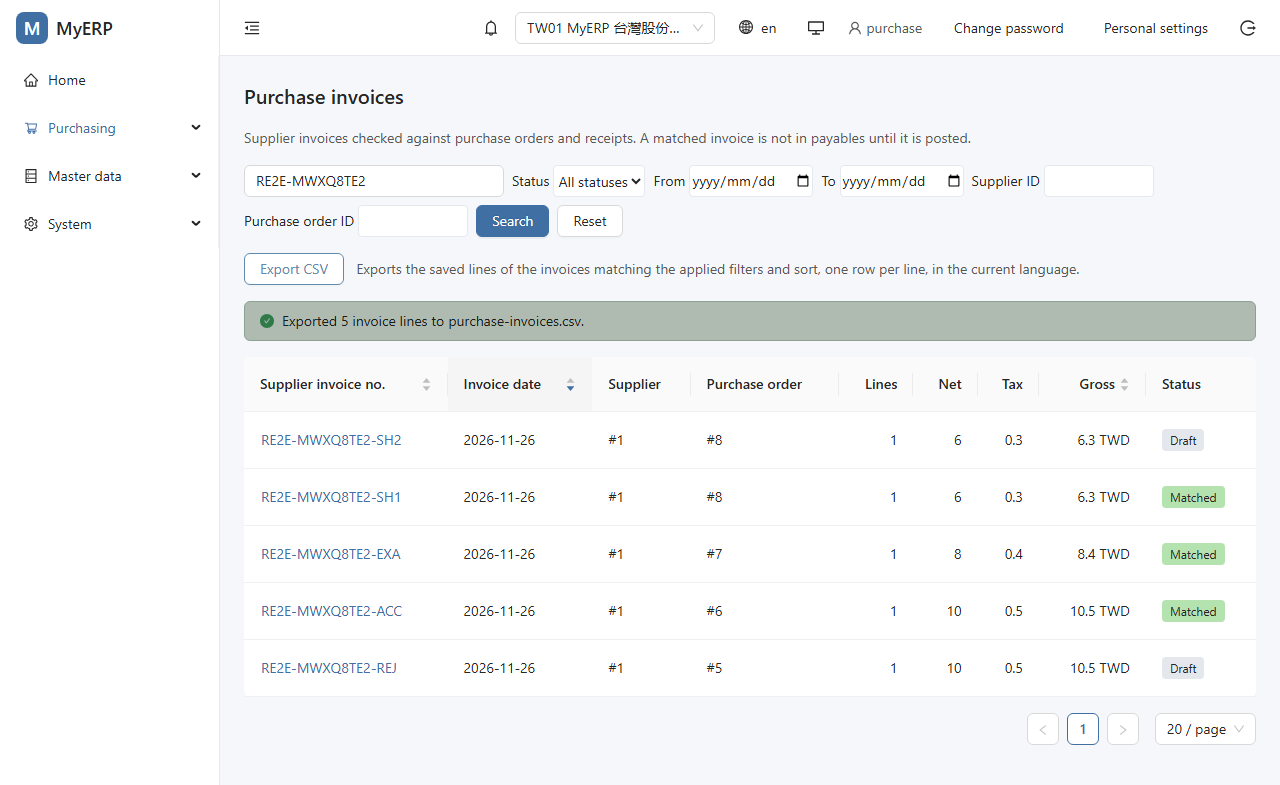 M MyERP
TW01 MyERP 台灣股份... en purchase Change password Personal settings
Home
Purchasing
Master data
System
Purchase invoices
Supplier invoices checked against purchase orders and receipts. A matched invoice is not in payables until it is posted.
RE2E-MWXQ8TE2 Status All statuses From yyyy/mm/dd To yyyy/mm/dd Supplier ID
Purchase order ID Search Reset
Export CSV Exports the saved lines of the invoices matching the applied filters and sort, one row per line, in the current language.
Exported 5 invoice lines to purchase-invoices.csv.
Supplier invoice no. Invoice date Supplier Purchase order Lines Net Tax Gross Status
RE2E-MWXQ8TE2-SH2 2026-11-26 #1 #8 1 6 0.3 6.3 TWD Draft
RE2E-MWXQ8TE2-SH1 2026-11-26 #1 #8 1 6 0.3 6.3 TWD Matched
RE2E-MWXQ8TE2-EXA 2026-11-26 #1 #7 1 8 0.4 8.4 TWD Matched
RE2E-MWXQ8TE2-ACC 2026-11-26 #1 #6 1 10 0.5 10.5 TWD Matched
RE2E-MWXQ8TE2-REJ 2026-11-26 #1 #5 1 10 0.5 10.5 TWD Draft
< 1 > 20 / page